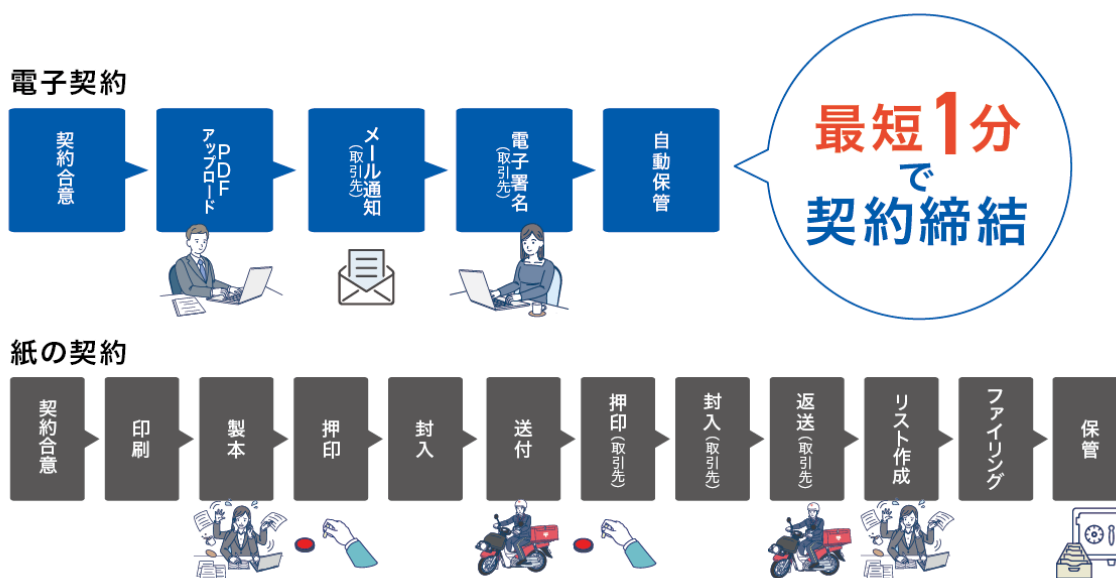 電子契約
契約合意
PDF
アップロード
メール通知
(取引先)
電子署名
(取引先)
自動保管
最短1分
で
契約締結
紙の契約
契約合意
印刷
製本
押印
封入
送付
押印(取引先)
封入(取引先)
返送(取引先)
リスト作成
ファイリング
保管